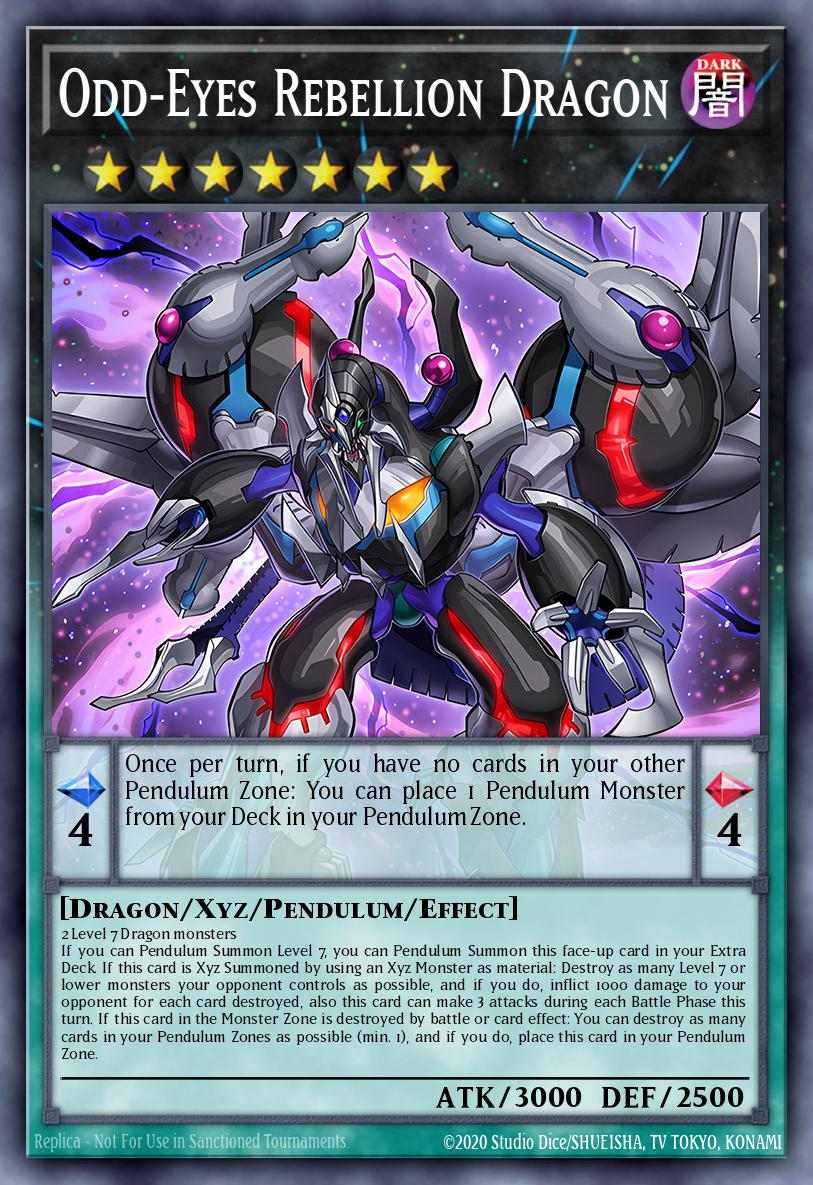 Odd-Eyes Rebellion Dragon
DARK
闇
Once per turn, if you have no cards in your other
Pendulum Zone: You can place 1 Pendulum Monster
from your Deck in your Pendulum Zone.
4
4
[Dragon/Xyz/Pendulum/Effect]
2 Level 7 Dragon monsters
If you can Pendulum Summon Level 7, you can Pendulum Summon this face-up card in your Extra
Deck. If this card is Xyz Summoned by using an Xyz Monster as material: Destroy as many Level 7 or
lower monsters your opponent controls as possible, and if you do, inflict 1000 damage to your
opponent for each card destroyed, also this card can make 3 attacks during each Battle Phase this
turn. If this card in the Monster Zone is destroyed by battle or card effect: You can destroy as many
cards in your Pendulum Zones as possible (min. 1), and if you do, place this card in your Pendulum
Zone.
ATK/3000 DEF/2500
Replica - Not For Use in Sanctioned Tournaments.
©2020 Studio Dice/SHUEISHA, TV TOKYO, KONAMI